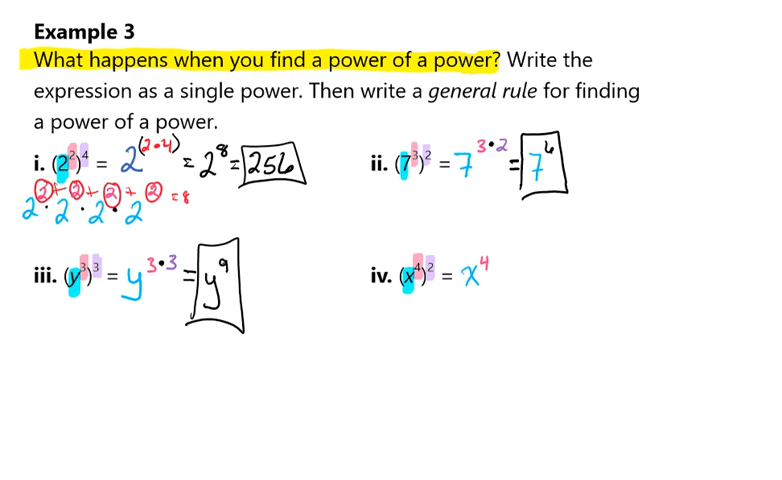 Example 3
What happens when you find a power of a power? Write the
expression as a single power. Then write a general rule for finding
a power of a power.
i. (2²)⁴ = 2^(2•4) = 2⁸ = 256
2^② • 2^② • 2^② • 2^② = 8
ii. (7³)² = 7^3•2 = 7⁶
iii. (y³)³ = y^3•3 = y⁹
iv. (x⁴)² = x⁴